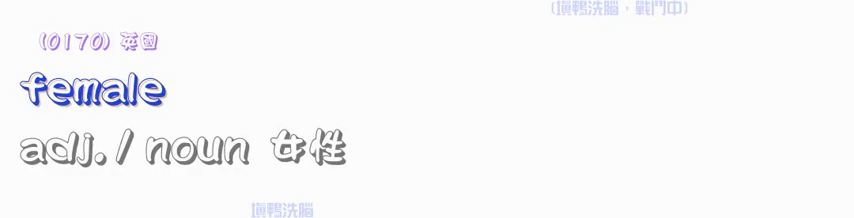 (填鴨洗腦，戰鬥中)
(0170) 英國
female
adj. / noun 女性
填鴨洗腦